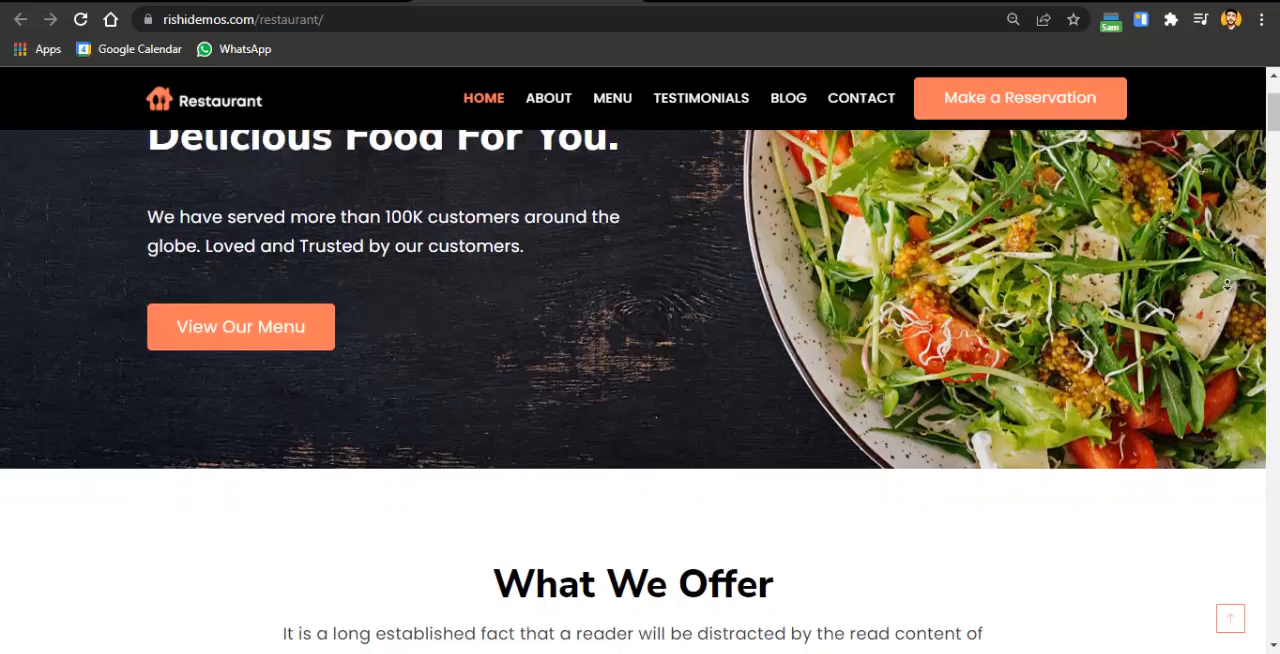 rishidemos.com/restaurant/
5am
Apps
4
Google Calendar
WhatsApp
Restaurant
HOME
ABOUT
MENU
TESTIMONIALS
BLOG
CONTACT
Make a Reservation
Delicious Food For You.
We have served more than 100K customers around the
globe. Loved and Trusted by our customers.
View Our Menu
What We Offer
It is a long established fact that a reader will be distracted by the read content of